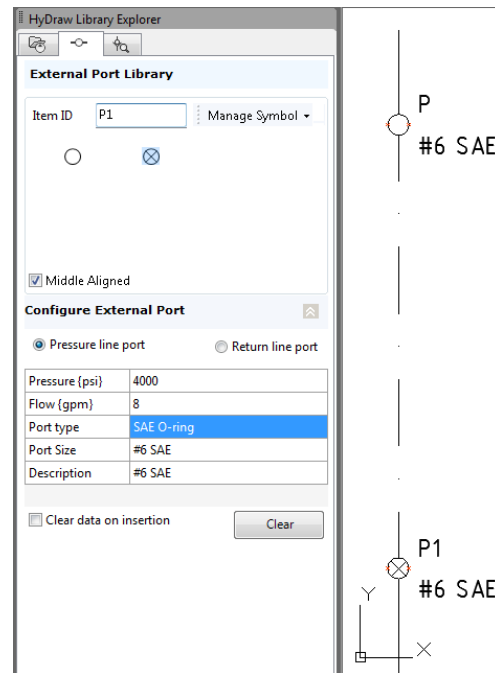 HyDraw Library Explorer
External Port Library
Item ID P1 Manage Symbol
Middle Aligned
Configure External Port
Pressure line port Return line port
Pressure {psi} 4000
Flow {gpm} 8
Port type SAE O-ring
Port Size #6 SAE
Description #6 SAE
Clear data on insertion Clear
P
#6 SAE
P1
#6 SAE
Y
X